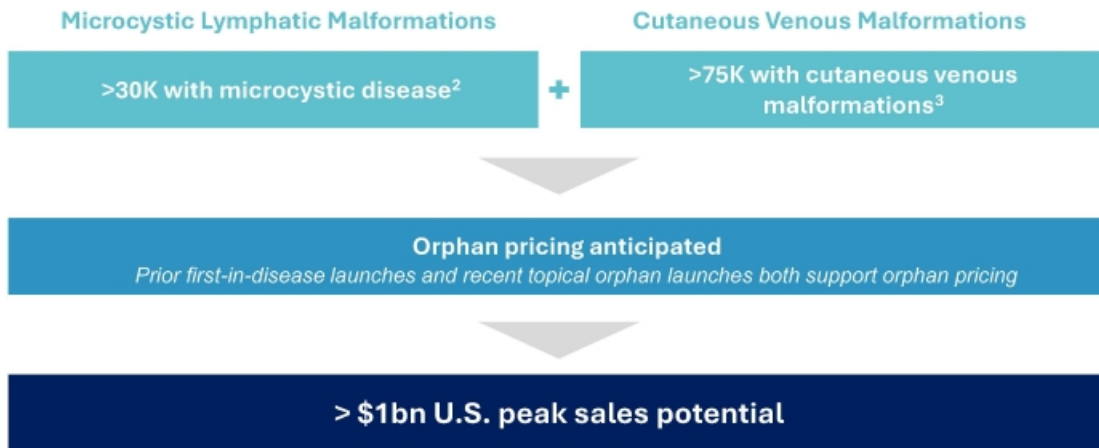 Microcystic Lymphatic Malformations
Cutaneous Venous Malformations
>30K with microcystic disease²
+
>75K with cutaneous venous
malformations³
Orphan pricing anticipated
Prior first-in-disease launches and recent topical orphan launches both support orphan pricing
> $1bn U.S. peak sales potential